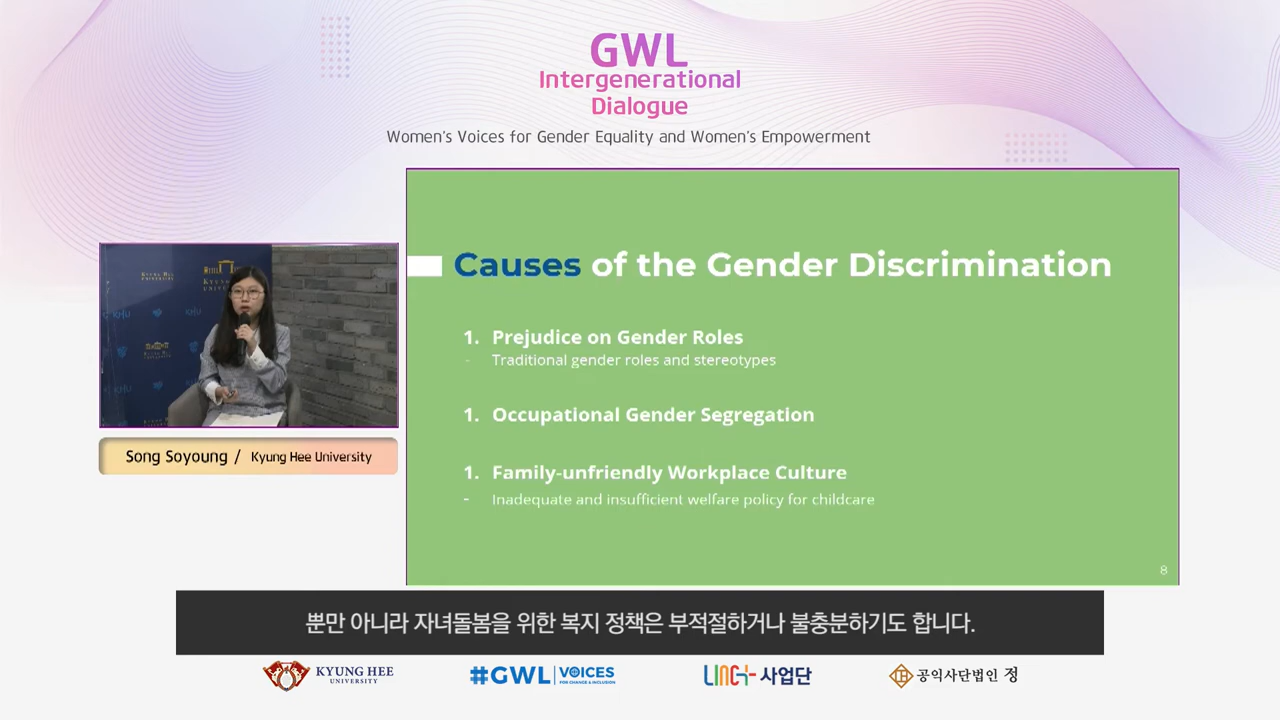 GWL
Intergenerational
Dialogue
Women's Voices for Gender Equality and Women's Empowerment
Causes of the Gender Discrimination
1. Prejudice on Gender Roles
- Traditional gender roles and stereotypes
1. Occupational Gender Segregation
1. Family-unfriendly Workplace Culture
- Inadequate and insufficient welfare policy for childcare
8
KYUNG HEE
UNIVERSITY
KHU
Song Soyoung / Kyung Hee University
뿐만 아니라 자녀돌봄을 위한 복지 정책은 부적절하거나 불충분하기도 합니다.
KYUNG HEE
UNIVERSITY
#GWL VOICES
FOR CHANGE & INCLUSION
LINC+ 사업단
공익사단법인 정